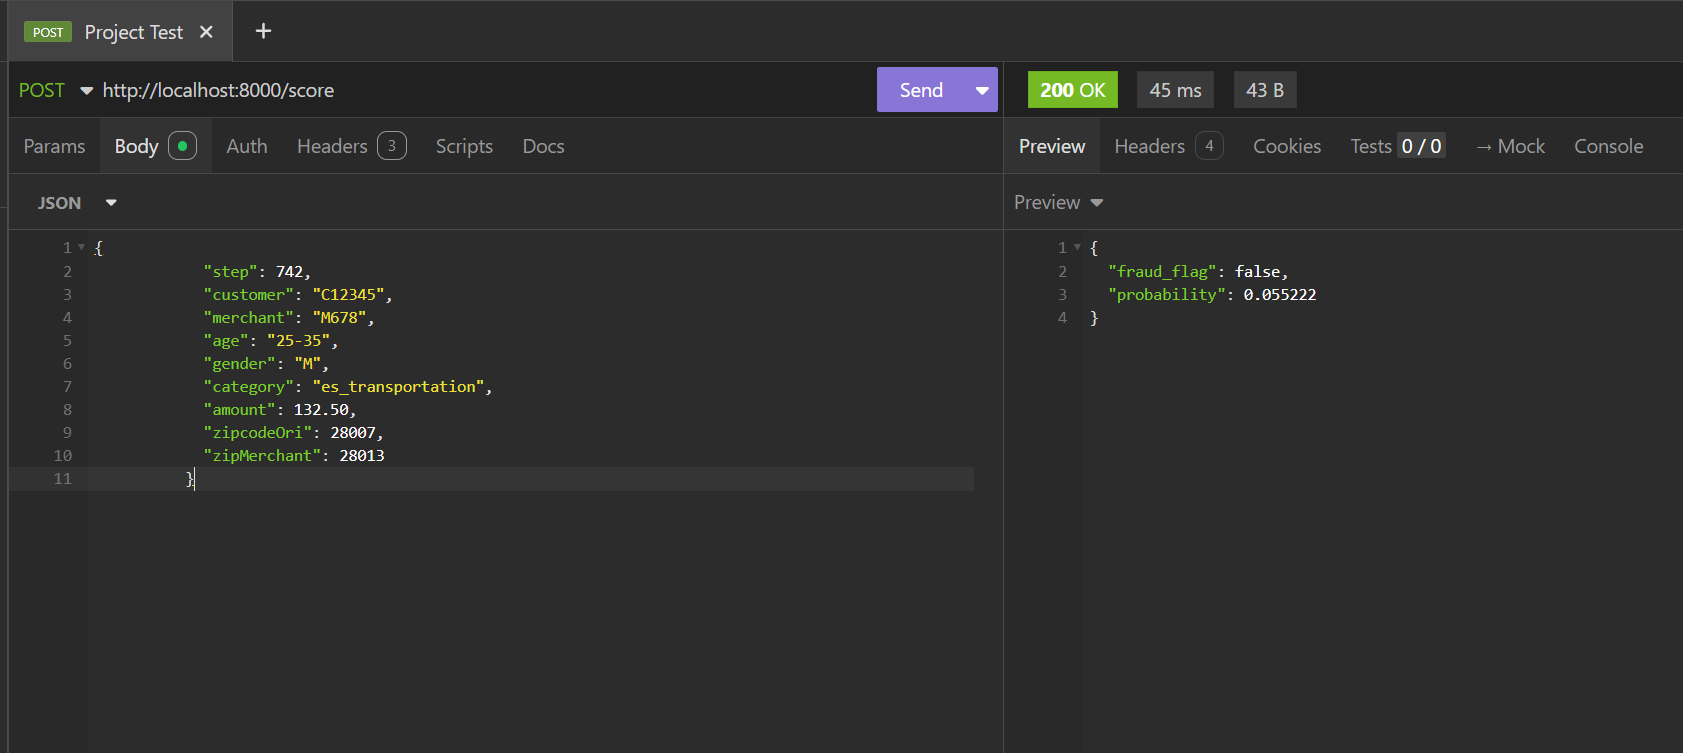 POST Project Test
POST http://localhost:8000/score Send 200 OK 45 ms 43 B
Params Body Auth Headers 3 Scripts Docs Preview Headers 4 Cookies Tests 0 / 0 → Mock Console
JSON Preview
1 {
2 "step": 742,
3 "customer": "C12345",
4 "merchant": "M678",
5 "age": "25-35",
6 "gender": "M",
7 "category": "es_transportation",
8 "amount": 132.50,
9 "zipcodeOri": 28007,
10 "zipMerchant": 28013
11 }
1 {
2 "fraud_flag": false,
3 "probability": 0.055222
4 }